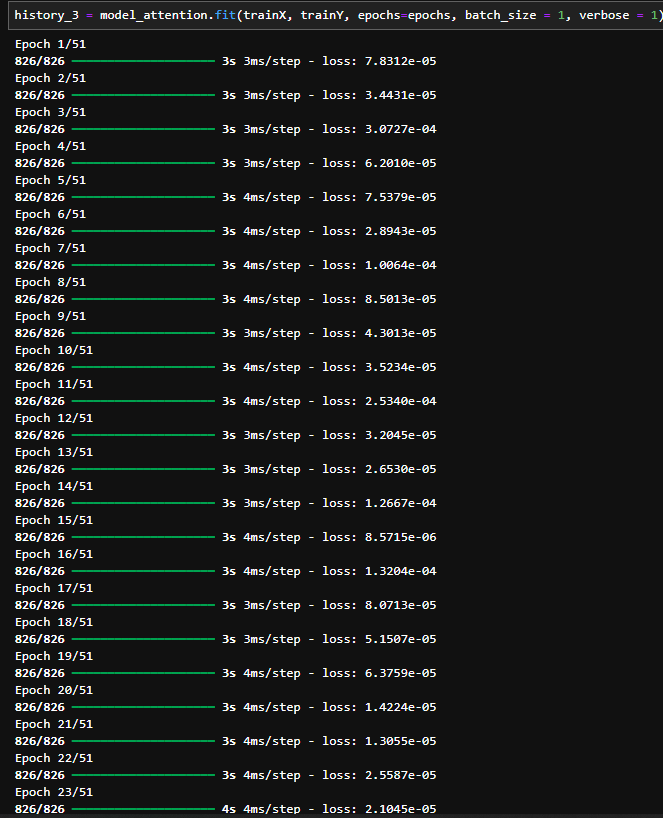 history_3 = model_attention.fit(trainX, trainY, epochs=epochs, batch_size = 1, verbose = 1)
Epoch 1/51
826/826 ━━━━━━━━━━━━━━━━━━━━ 3s 3ms/step - loss: 7.8312e-05
Epoch 2/51
826/826 ━━━━━━━━━━━━━━━━━━━━ 3s 3ms/step - loss: 3.4431e-05
Epoch 3/51
826/826 ━━━━━━━━━━━━━━━━━━━━ 3s 3ms/step - loss: 3.0727e-04
Epoch 4/51
826/826 ━━━━━━━━━━━━━━━━━━━━ 3s 3ms/step - loss: 6.2010e-05
Epoch 5/51
826/826 ━━━━━━━━━━━━━━━━━━━━ 3s 4ms/step - loss: 7.5379e-05
Epoch 6/51
826/826 ━━━━━━━━━━━━━━━━━━━━ 3s 4ms/step - loss: 2.8943e-05
Epoch 7/51
826/826 ━━━━━━━━━━━━━━━━━━━━ 3s 4ms/step - loss: 1.0064e-04
Epoch 8/51
826/826 ━━━━━━━━━━━━━━━━━━━━ 3s 4ms/step - loss: 8.5013e-05
Epoch 9/51
826/826 ━━━━━━━━━━━━━━━━━━━━ 3s 3ms/step - loss: 4.3013e-05
Epoch 10/51
826/826 ━━━━━━━━━━━━━━━━━━━━ 3s 4ms/step - loss: 3.5234e-05
Epoch 11/51
826/826 ━━━━━━━━━━━━━━━━━━━━ 3s 4ms/step - loss: 2.5340e-04
Epoch 12/51
826/826 ━━━━━━━━━━━━━━━━━━━━ 3s 3ms/step - loss: 3.2045e-05
Epoch 13/51
826/826 ━━━━━━━━━━━━━━━━━━━━ 3s 3ms/step - loss: 2.6530e-05
Epoch 14/51
826/826 ━━━━━━━━━━━━━━━━━━━━ 3s 3ms/step - loss: 1.2667e-04
Epoch 15/51
826/826 ━━━━━━━━━━━━━━━━━━━━ 3s 4ms/step - loss: 8.5715e-06
Epoch 16/51
826/826 ━━━━━━━━━━━━━━━━━━━━ 3s 4ms/step - loss: 1.3204e-04
Epoch 17/51
826/826 ━━━━━━━━━━━━━━━━━━━━ 3s 3ms/step - loss: 8.0713e-05
Epoch 18/51
826/826 ━━━━━━━━━━━━━━━━━━━━ 3s 3ms/step - loss: 5.1507e-05
Epoch 19/51
826/826 ━━━━━━━━━━━━━━━━━━━━ 3s 4ms/step - loss: 6.3759e-05
Epoch 20/51
826/826 ━━━━━━━━━━━━━━━━━━━━ 3s 4ms/step - loss: 1.4224e-05
Epoch 21/51
826/826 ━━━━━━━━━━━━━━━━━━━━ 3s 4ms/step - loss: 1.3055e-05
Epoch 22/51
826/826 ━━━━━━━━━━━━━━━━━━━━ 3s 4ms/step - loss: 2.5587e-05
Epoch 23/51
826/826 ━━━━━━━━━━━━━━━━━━━━ 4s 4ms/step - loss: 2.1045e-05